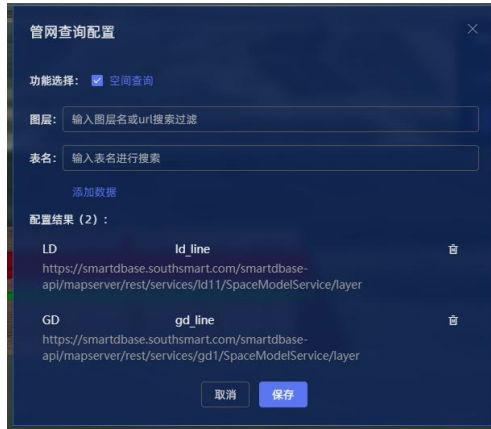 管网查询配置
功能选择： 空间查询
图层： 输入图层名或url搜索过滤
表名： 输入表名进行搜索
添加数据
配置结果（2）：
LD ld_line
https://smartdbase.southsmart.com/smartdbase-
api/mapserver/rest/services/ld11/SpaceModelService/layer
GD gd_line
https://smartdbase.southsmart.com/smartdbase-
api/mapserver/rest/services/gd1/SpaceModelService/layer
取消 保存